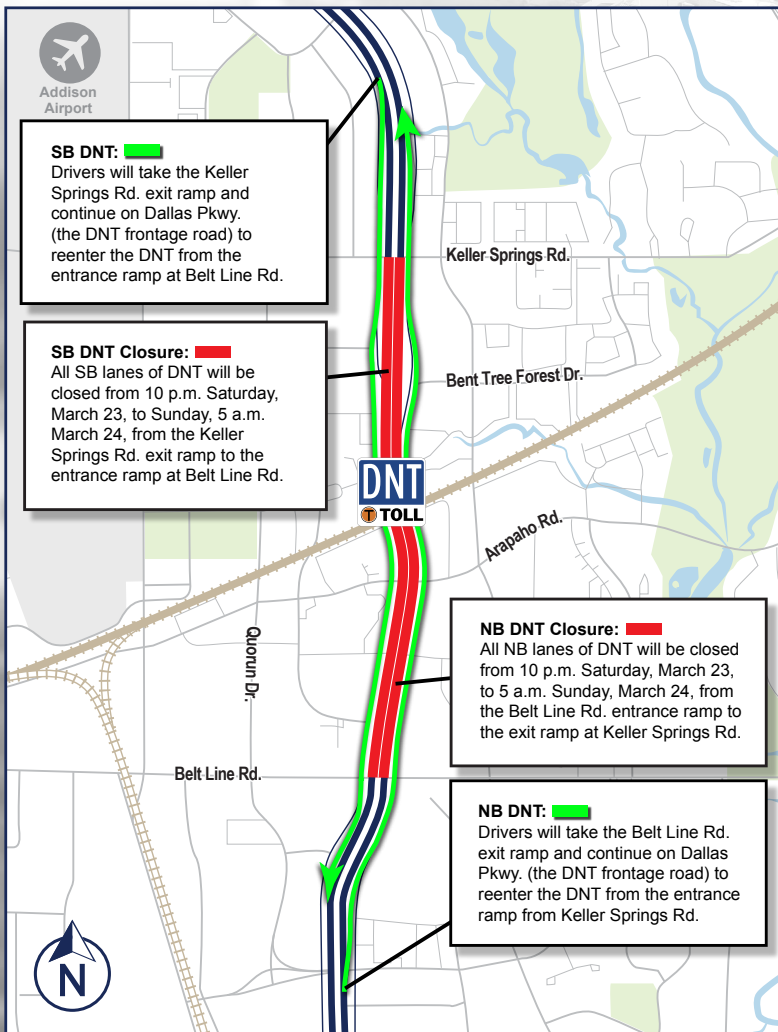 Addison
Airport
SB DNT:
Drivers will take the Keller
Springs Rd. exit ramp and
continue on Dallas Pkwy.
(the DNT frontage road) to
reenter the DNT from the
entrance ramp at Belt Line Rd.
Keller Springs Rd.
SB DNT Closure:
All SB lanes of DNT will be
closed from 10 p.m. Saturday,
March 23, to Sunday, 5 a.m.
March 24, from the Keller
Springs Rd. exit ramp to the
entrance ramp at Belt Line Rd.
Bent Tree Forest Dr.
DNT
T TOLL
Arapaho Rd.
Quorun Dr.
NB DNT Closure:
All NB lanes of DNT will be closed
from 10 p.m. Saturday, March 23,
to 5 a.m. Sunday, March 24, from
the Belt Line Rd. entrance ramp to
the exit ramp at Keller Springs Rd.
Belt Line Rd.
NB DNT:
Drivers will take the Belt Line Rd.
exit ramp and continue on Dallas
Pkwy. (the DNT frontage road) to
reenter the DNT from the entrance
ramp from Keller Springs Rd.
N